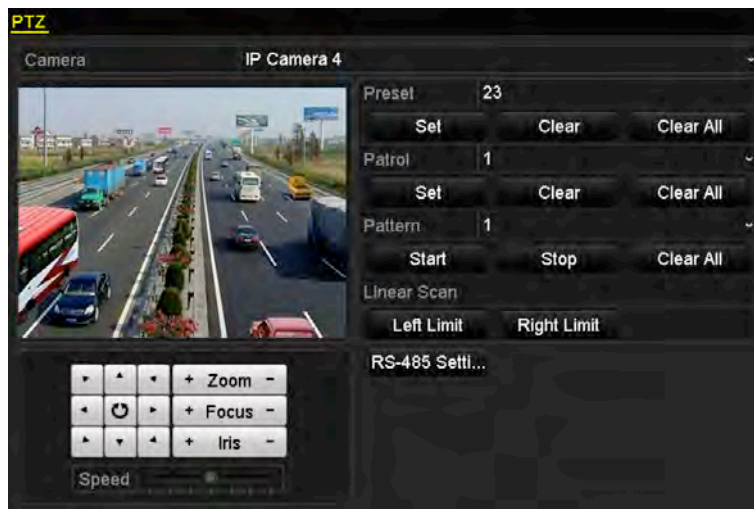 PTZ
Camera IP Camera 4
Preset 23
Set Clear Clear All
Patrol 1
Set Clear Clear All
Pattern 1
Start Stop Clear All
Linear Scan
Left Limit Right Limit
RS-485 Setti...
+ Zoom -
+ Focus -
+ Iris -
Speed